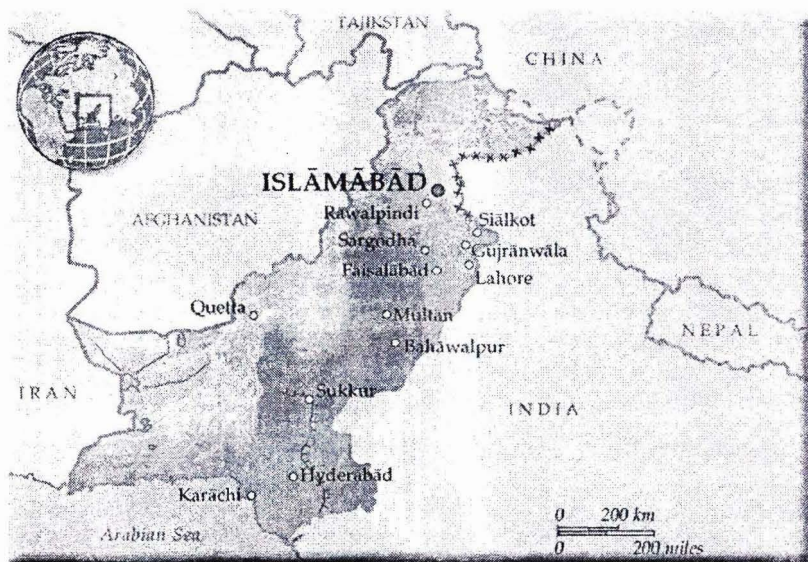 TAJIKSTAN
CHINA
ISLĀMĀBĀD
Rawalpindi
AFGHANISTAN
Siālkot
Sargodha
Gujrānwāla
Faisalābād
Lahore
Quetta
Multan
NEPAL
Bahāwalpur
IRAN
Sukkur
INDIA
Hyderabād
Karāchi
Arabian Sea
0 200 km
0 200 miles